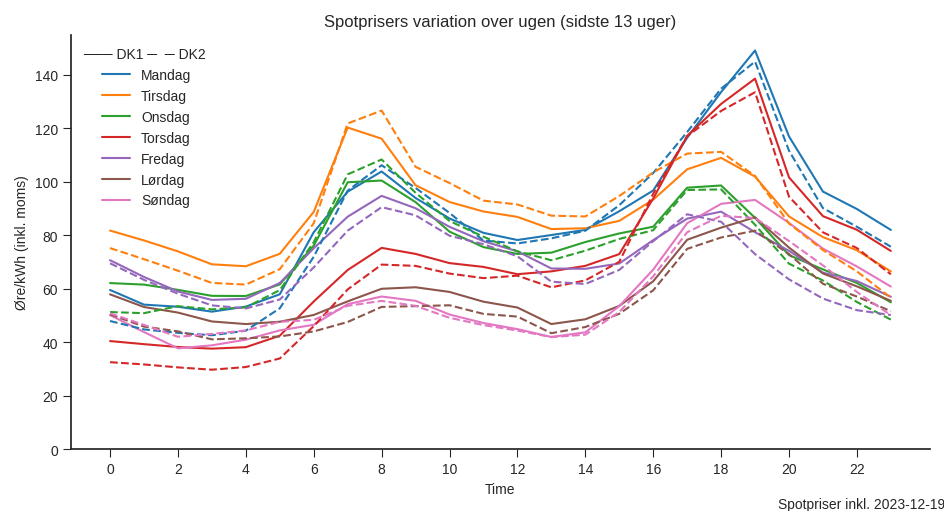 Spotprisers variation over ugen (sidste 13 uger)
DK1 DK2
Mandag
Tirsdag
Onsdag
Torsdag
Fredag
Lørdag
Søndag
Øre/kWh (inkl. moms)
140
120
100
80
60
40
20
0
0 2 4 6 8 10 12 14 16 18 20 22
Time
Spotpriser inkl. 2023-12-19